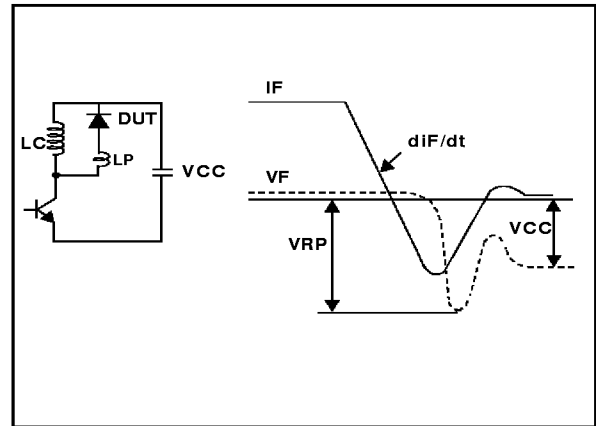 DUT
LC
LP
VCC
IF
diF/dt
VF
VRP
VCC